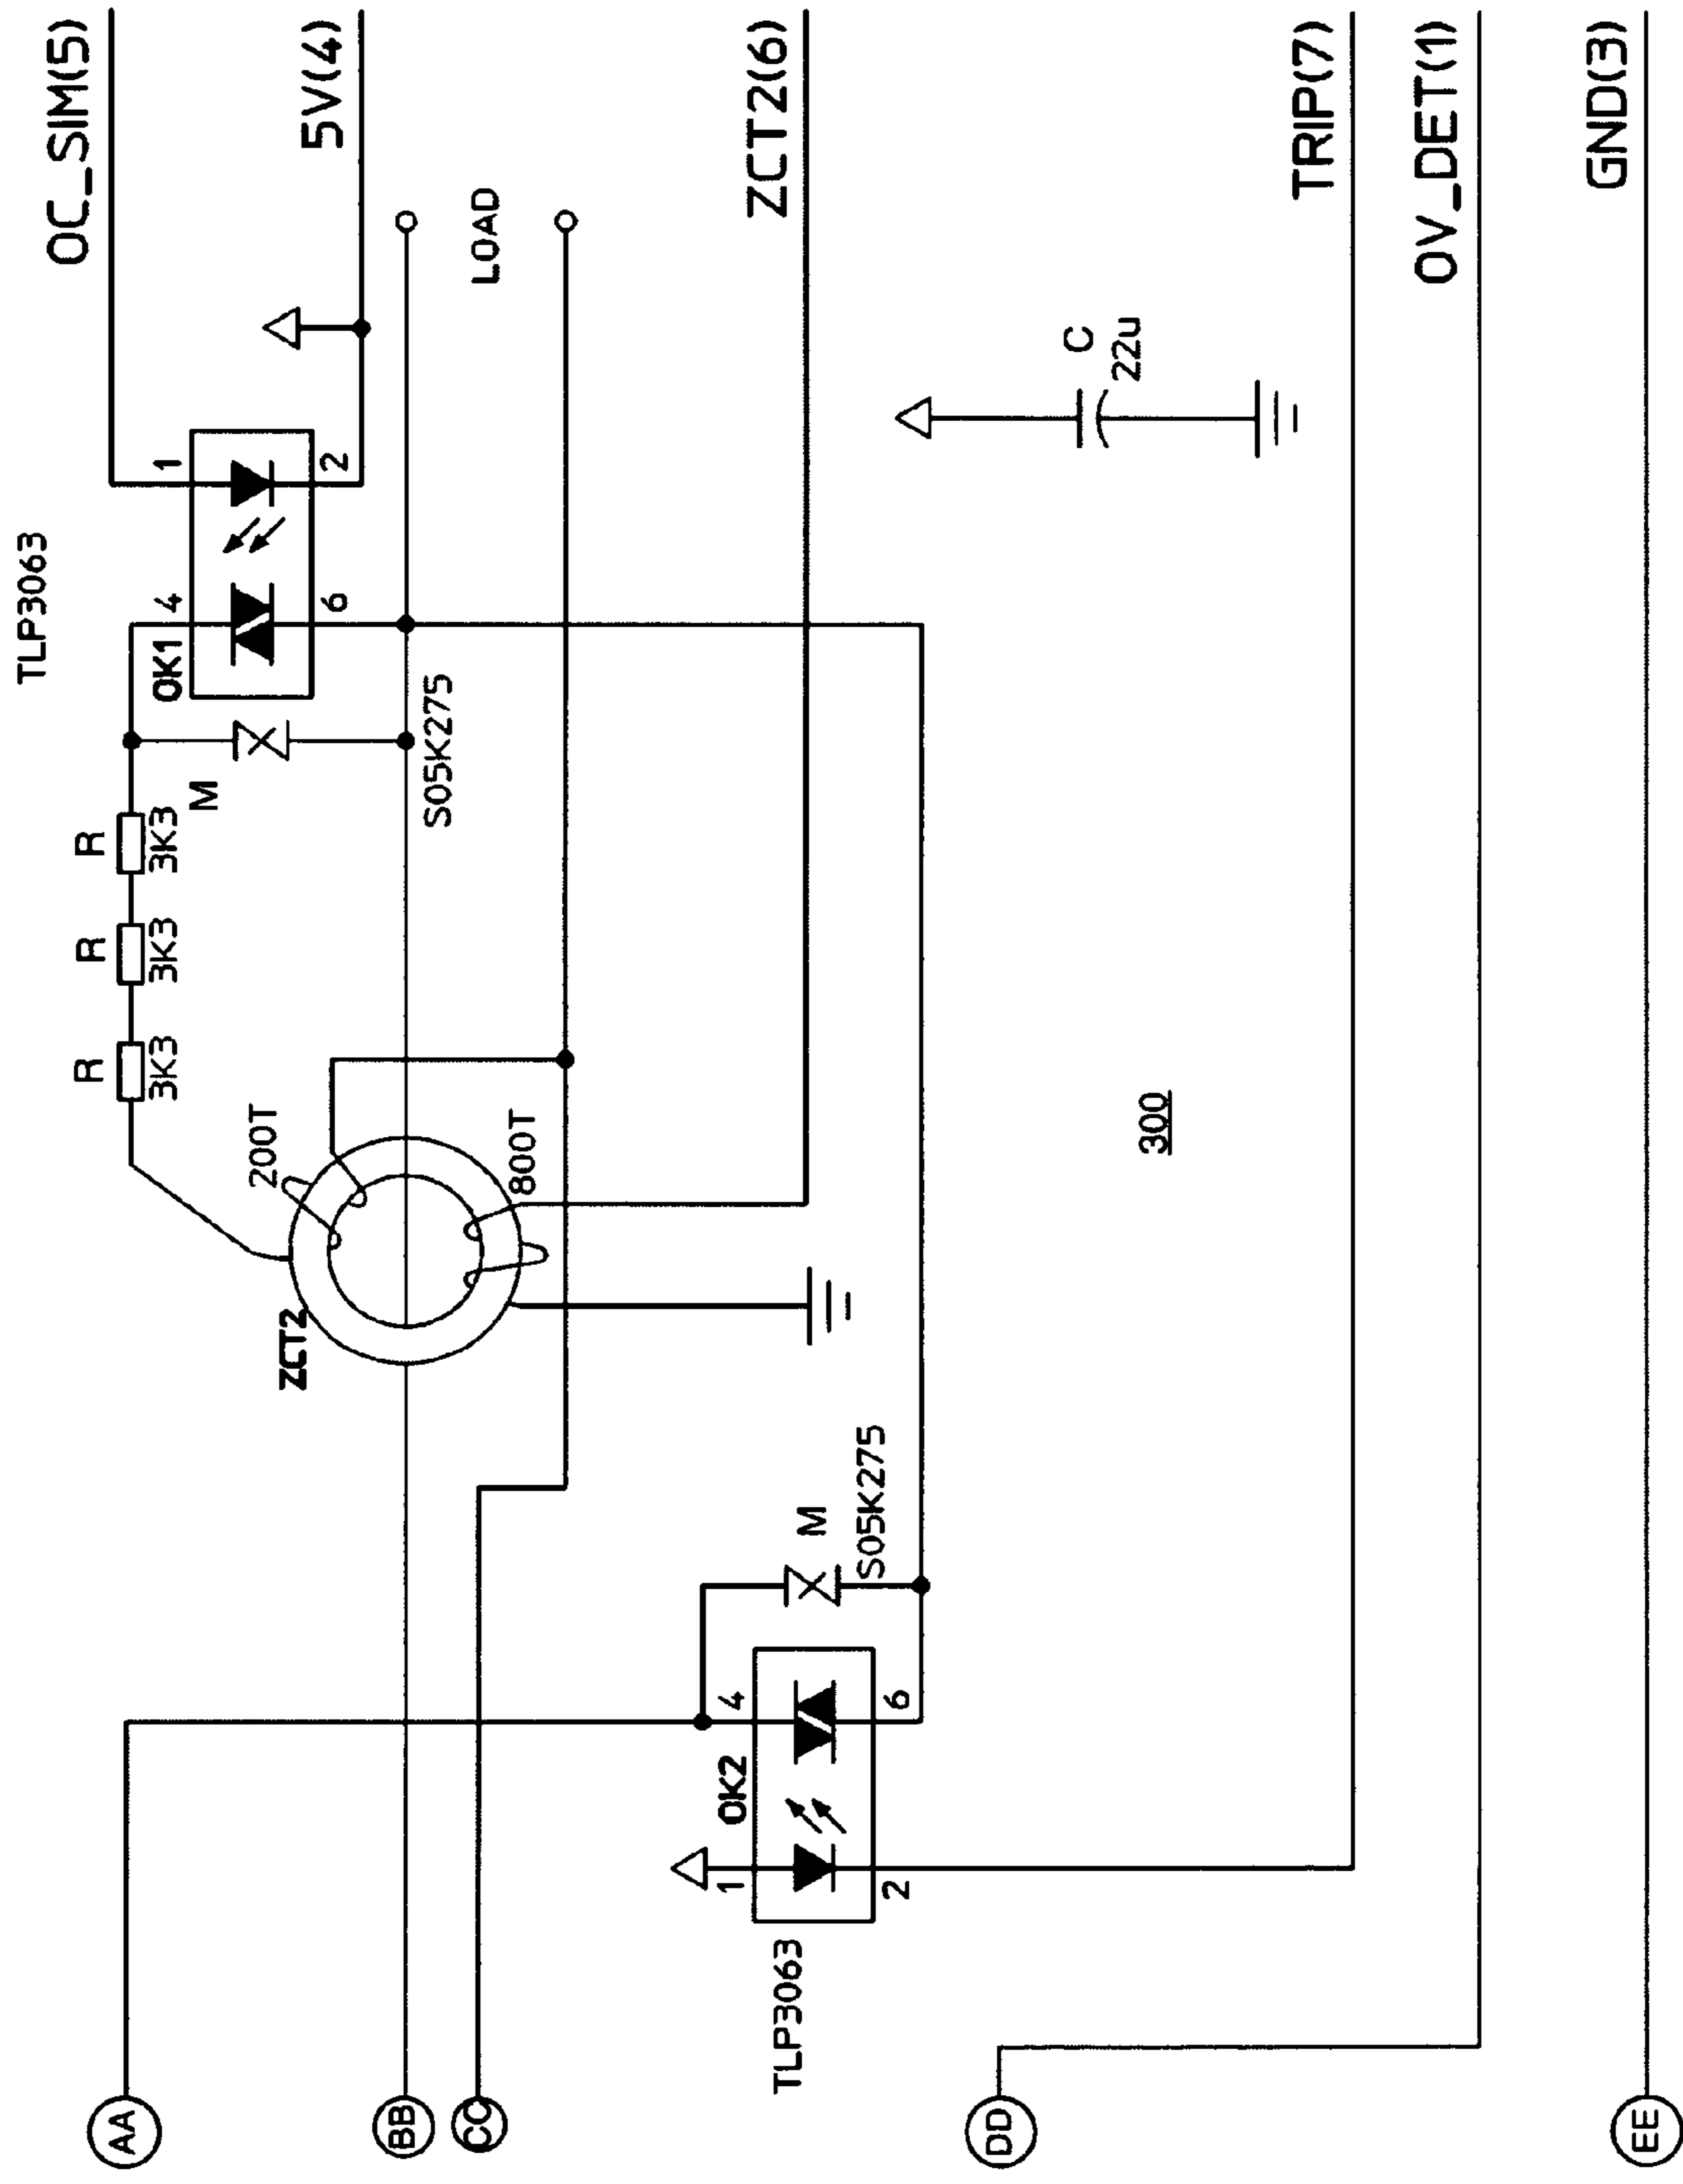 OC_SIM(5)
5V(4)
LOAD
ZCT2(6)
TRIP(7)
OV_DET(1)
GND(3)
TLP3063
OK1
4
1
6
2
R
R
R
3K3
3K3
3K3
M
S05K275
ZCT2
200T
800T
C
22u
300
M
S05K275
OK2
4
6
1
2
TLP3063
AA
BB
CC
DD
EE